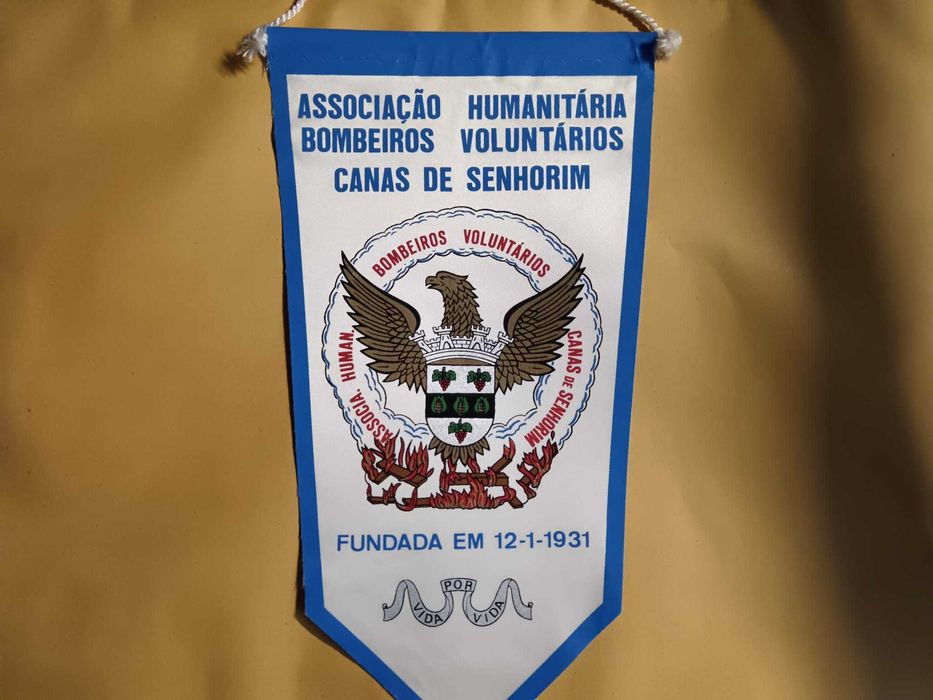 ASSOCIAÇÃO HUMANITÁRIA
BOMBEIROS VOLUNTÁRIOS
CANAS DE SENHORIM
ASSOCIA. HUMAN.
BOMBEIROS VOLUNTÁRIOS
CANAS DE SENHORIM
FUNDADA EM 12-1-1931
VIDA POR VIDA